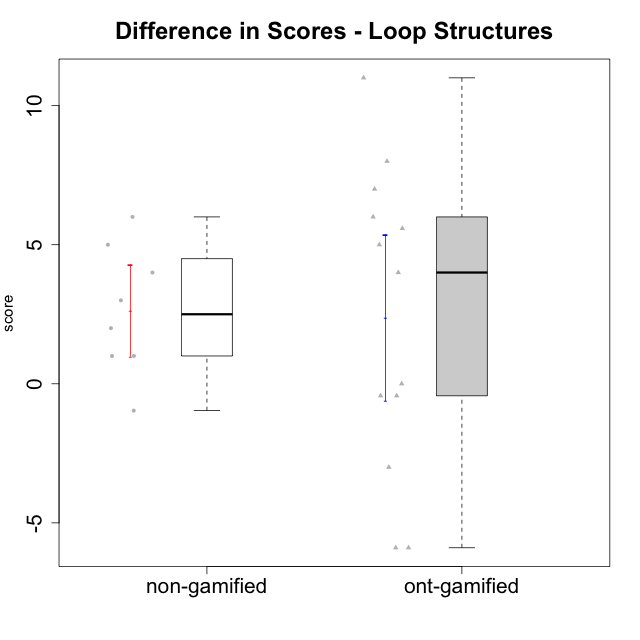 Difference in Scores - Loop Structures
10
5
0
-5
score
non-gamified
ont-gamified